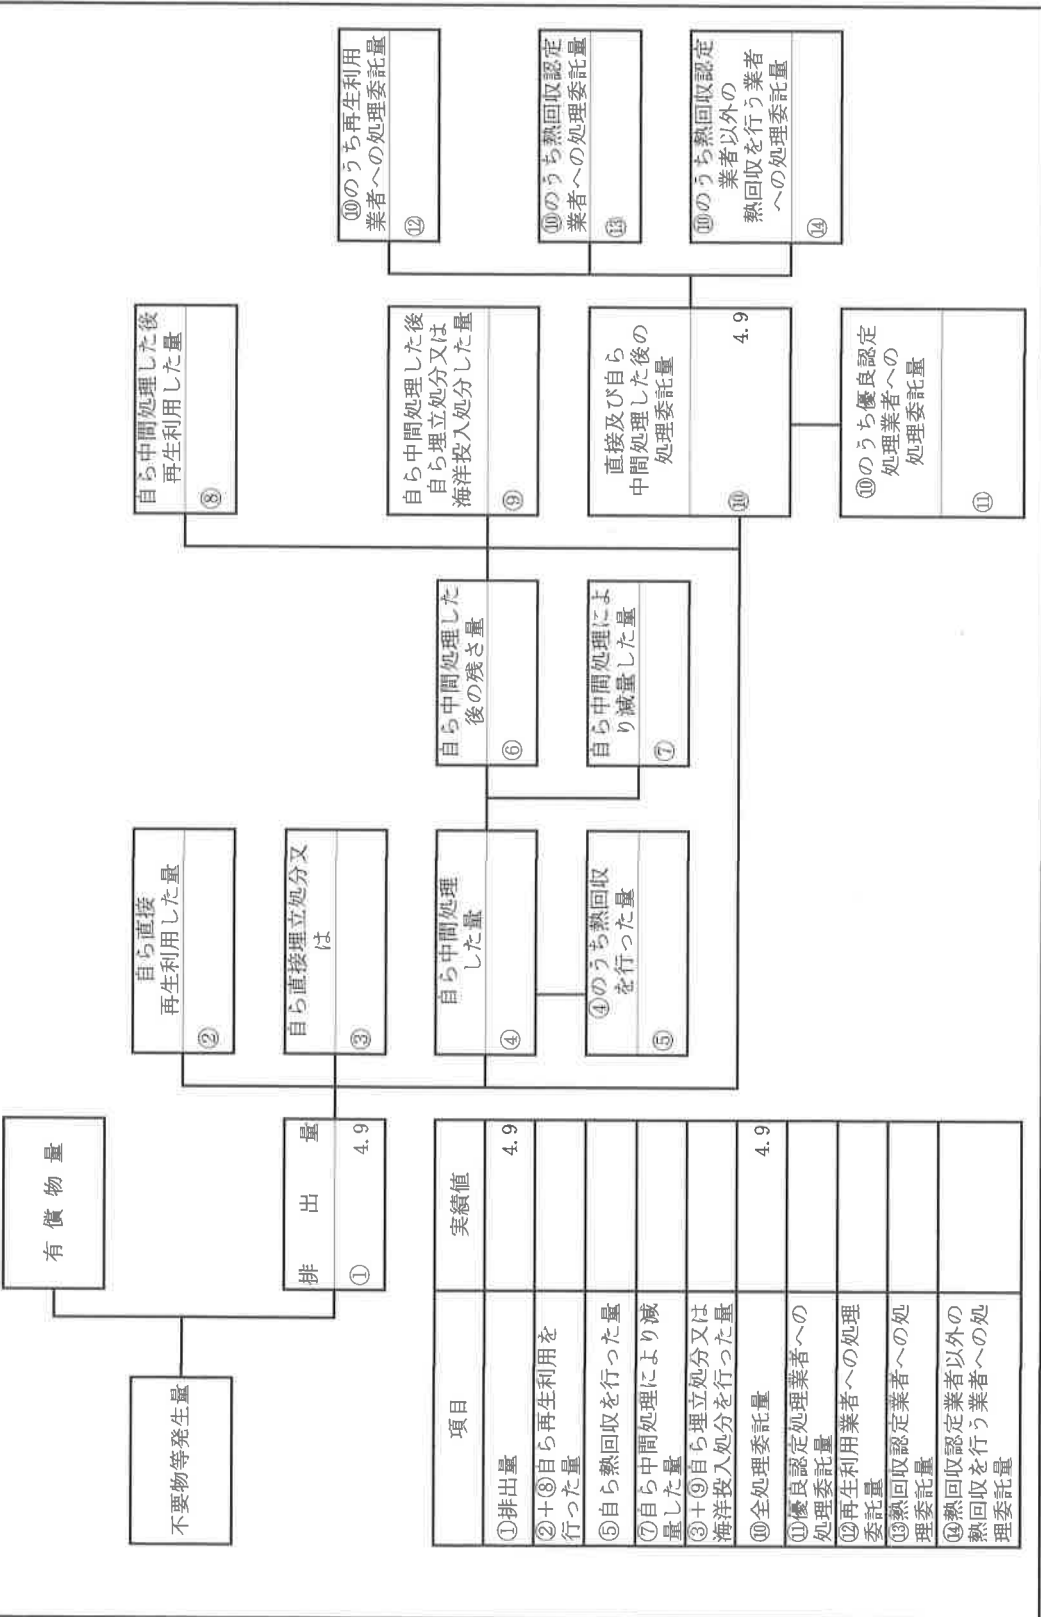 不要物等発生量
有償物量
排出量
① 4.9
自ら直接
再生利用した量
②
自ら直接埋立処分又
は
③
自ら中間処理
した量
④
④のうち熱回収
を行った量
⑤
自ら中間処理した
後の残さ量
⑥
自ら中間処理によ
り減量した量
⑦
自ら中間処理した後
再生利用した量
⑧
自ら中間処理した後
自ら埋立処分又は
海洋投入処分した量
⑨
直接及び自ら
中間処理した後の
処理委託量
⑩ 4.9
⑩のうち優良認定
処理業者への
処理委託量
⑪
⑩のうち再生利用
業者への処理委託量
⑫
⑩のうち熱回収認定
業者への処理委託量
⑬
⑩のうち熱回収認定
業者以外の
熱回収を行う業者
への処理委託量
⑭
項目 実績値
①排出量 4.9
②+⑧自ら再生利用を
行った量
⑤自ら熱回収を行った量
⑦自ら中間処理により減
量した量
③+⑨自ら埋立処分又は
海洋投入処分を行った量
⑩全処理委託量 4.9
⑪優良認定処理業者への
処理委託量
⑫再生利用業者への処理
委託量
⑬熱回収認定業者への処
理委託量
⑭熱回収認定業者以外の
熱回収を行う業者への処
理委託量